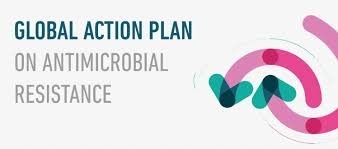 GLOBAL ACTION PLAN
ON ANTIMICROBIAL
RESISTANCE